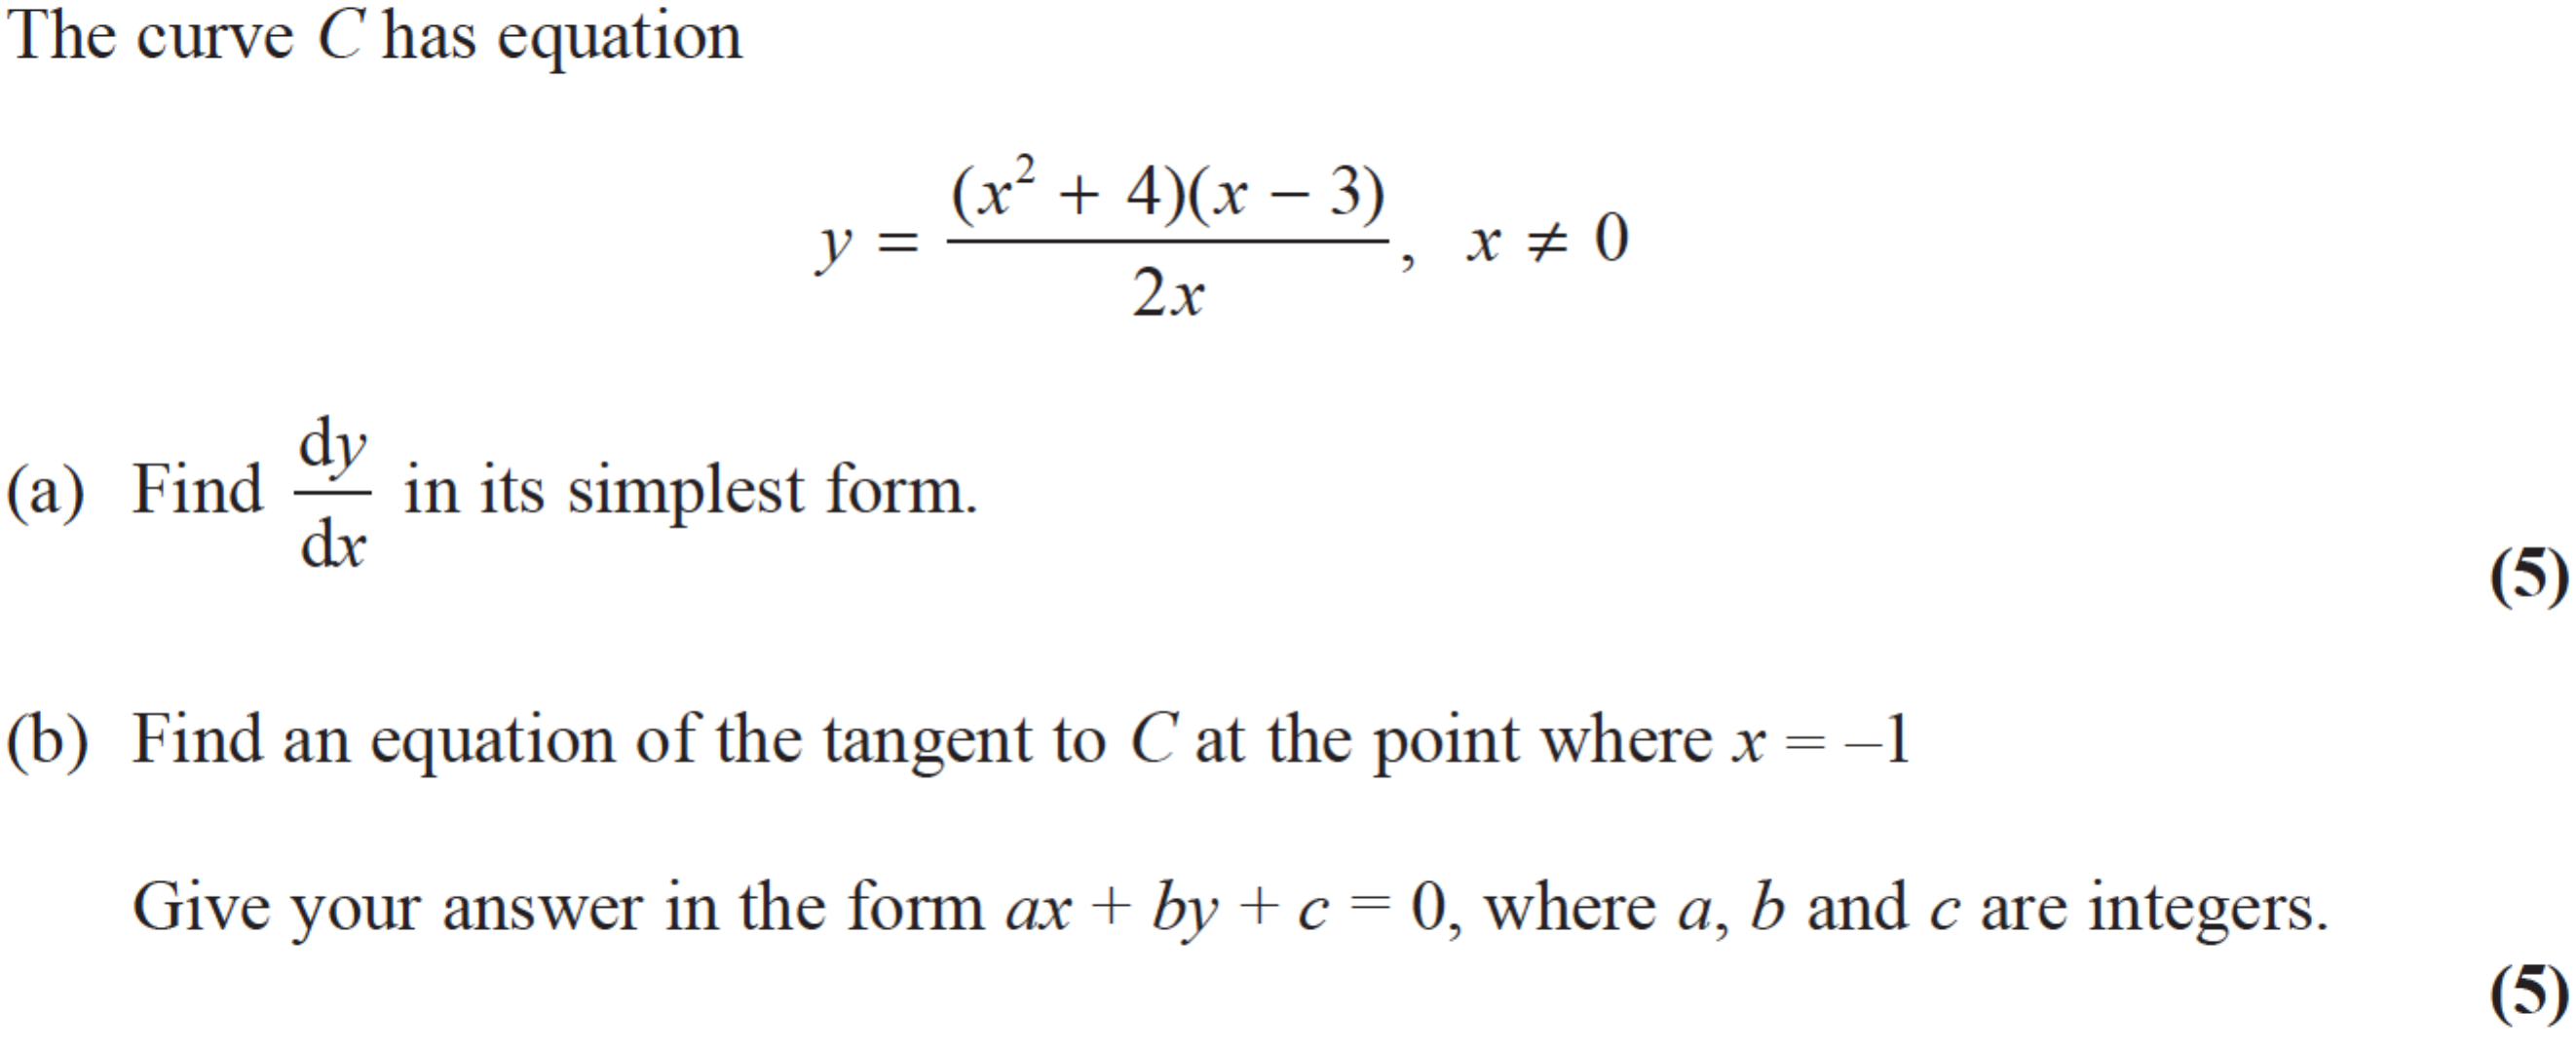 The curve C has equation
y = \frac{(x^2 + 4)(x – 3)}{2x}, x ≠ 0
(a) Find \frac{dy}{dx} in its simplest form.
(5)
(b) Find an equation of the tangent to C at the point where x = –1
Give your answer in the form ax + by + c = 0, where a, b and c are integers.
(5)